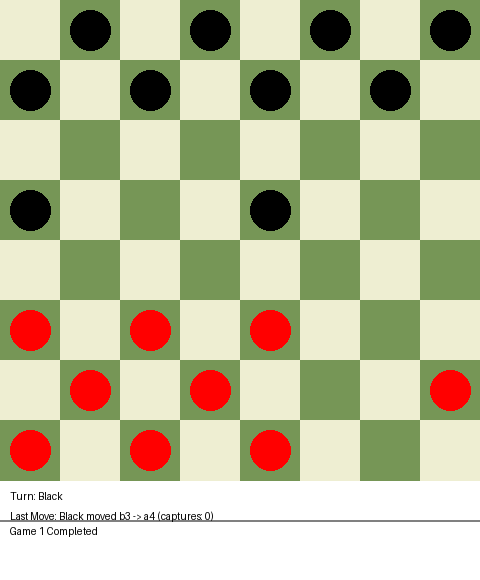 Turn: Black
Last Move: Black moved b3 -> a4 (captures: 0)
Game 1 Completed